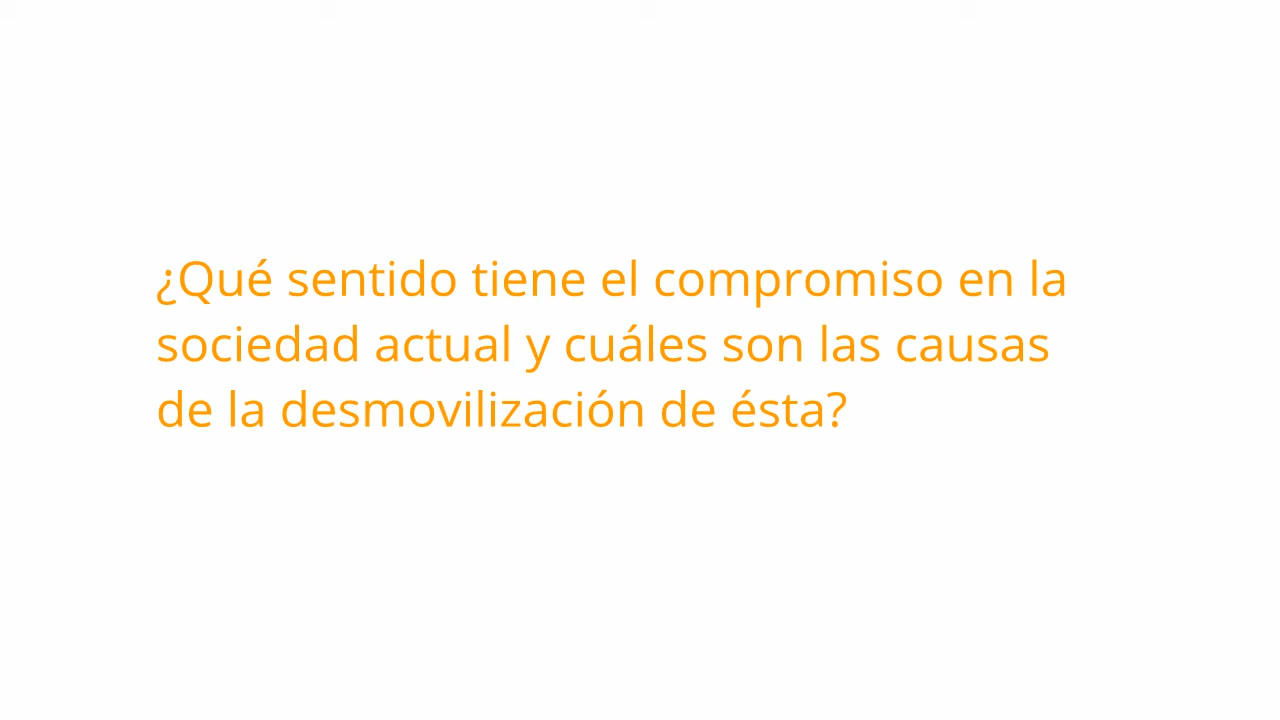 ¿Qué sentido tiene el compromiso en la
sociedad actual y cuáles son las causas
de la desmovilización de ésta?